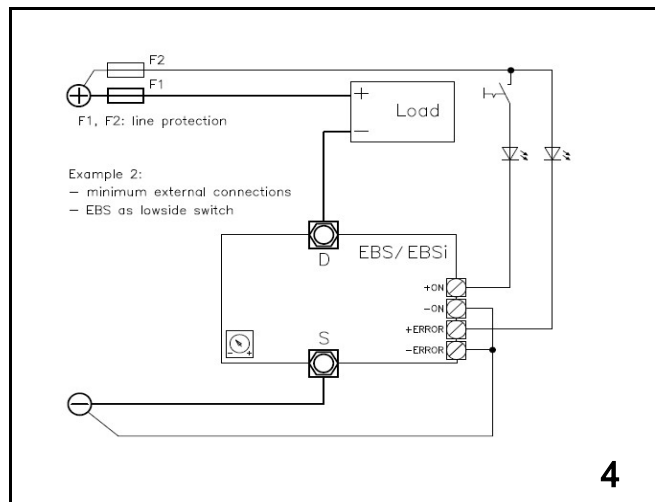 F2
F1
F1, F2: line protection
+
−
Load
Example 2:
− minimum external connections
− EBS as lowside switch
D
EBS/EBSi
+ON
−ON
+ERROR
−ERROR
S
− +
4